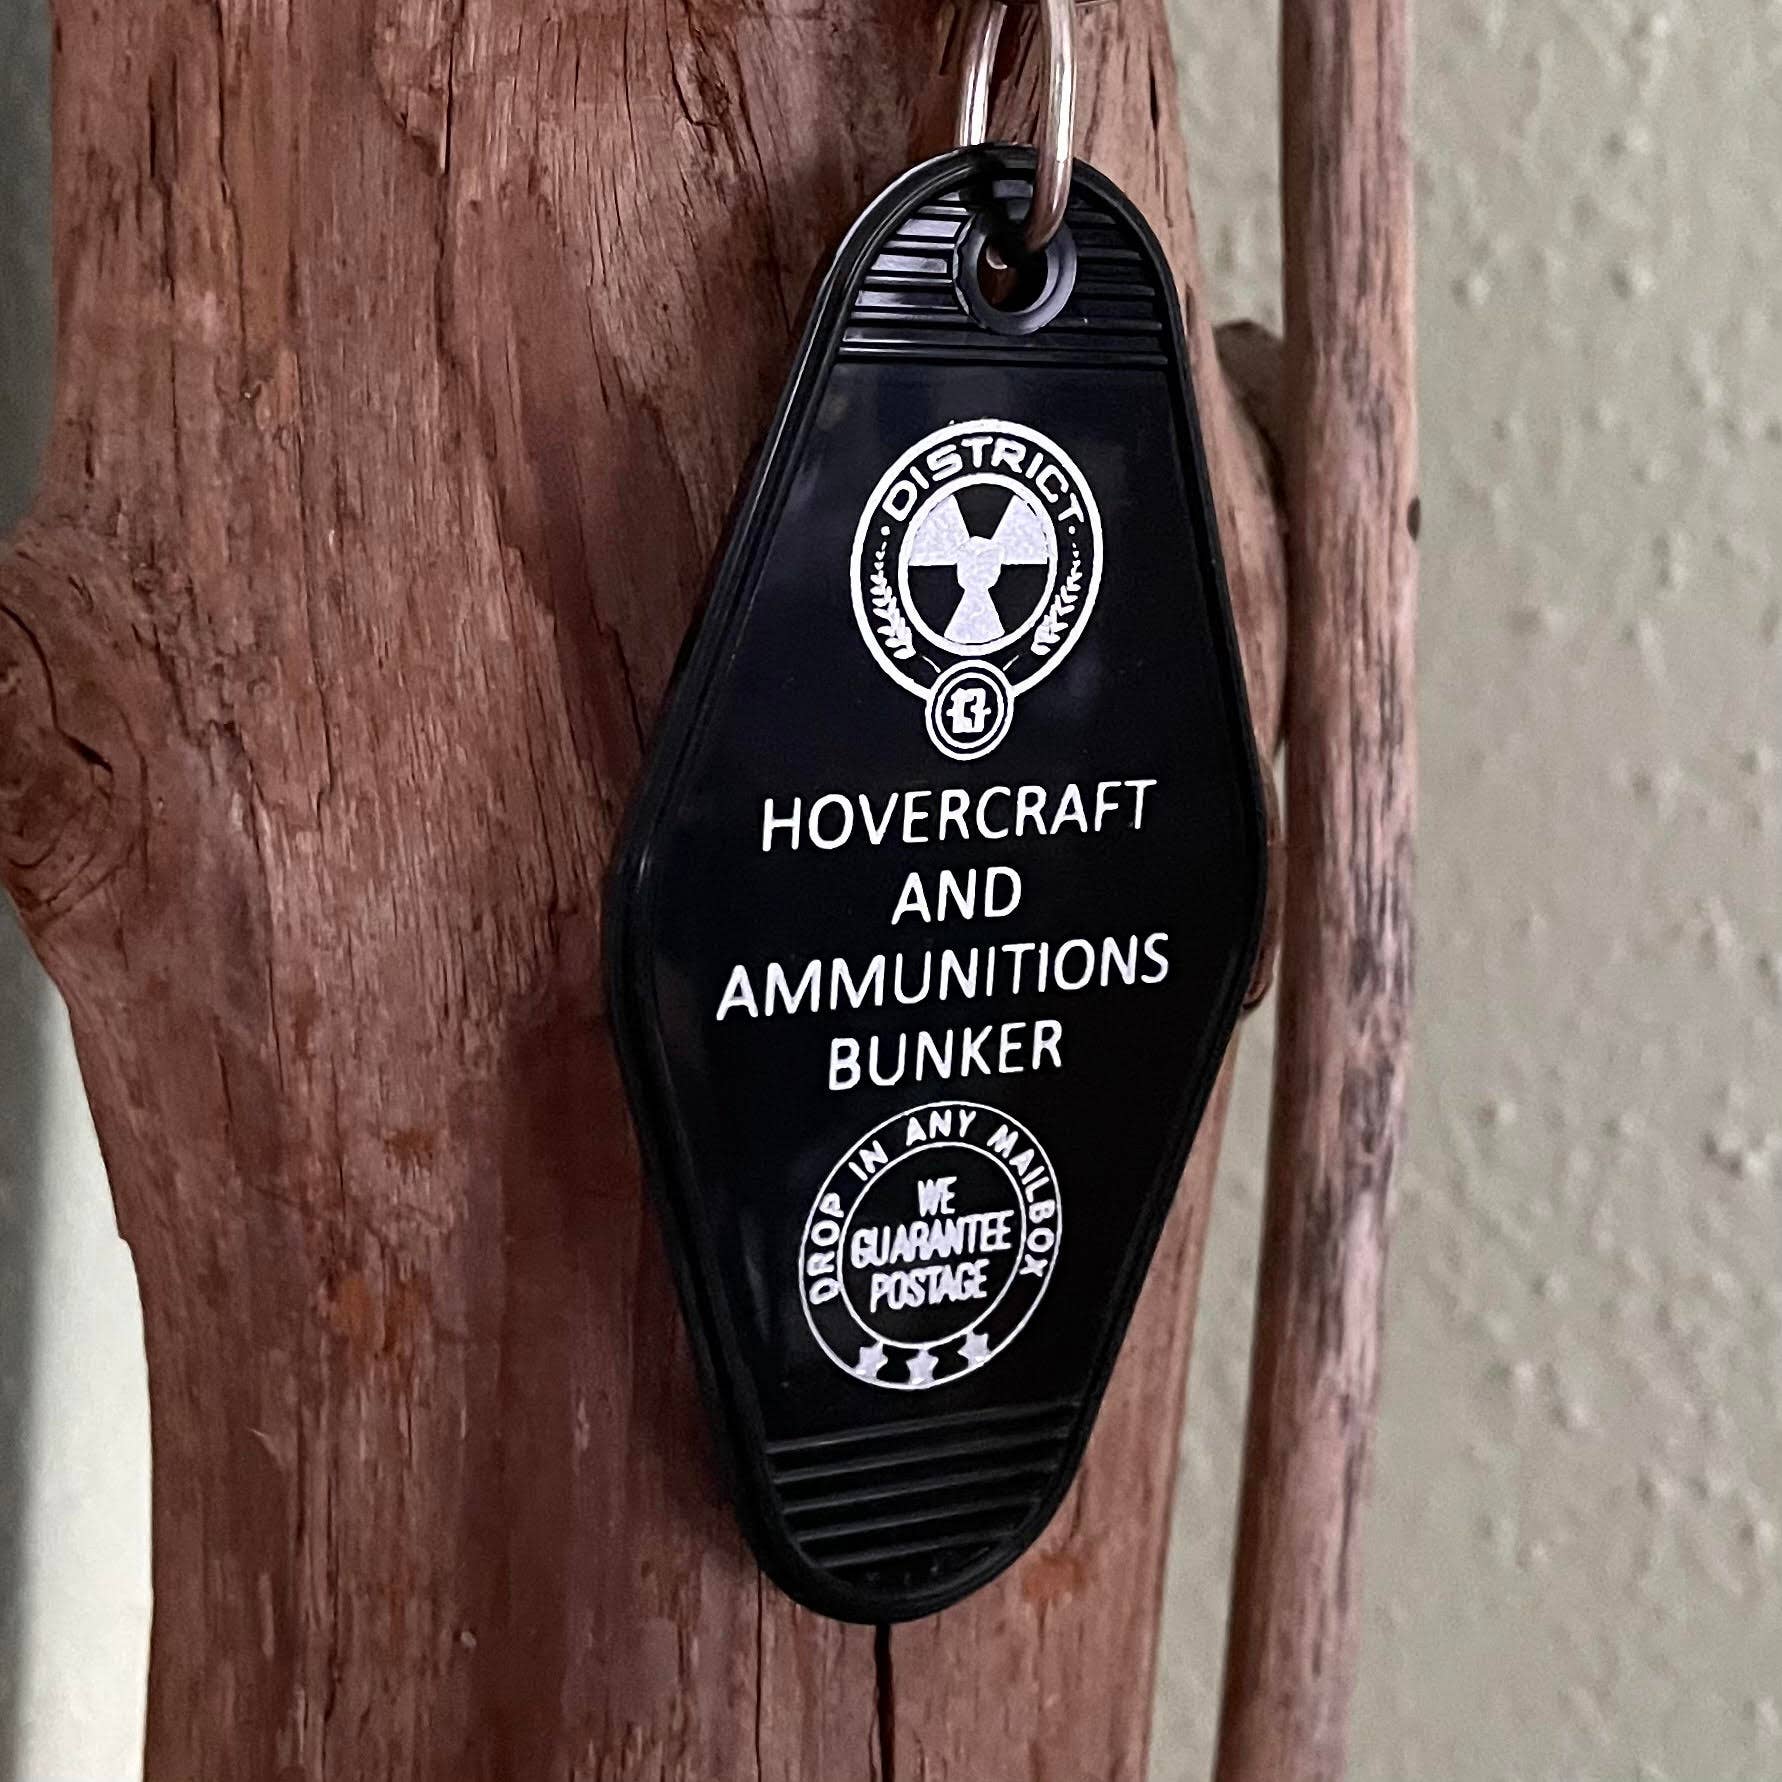 DISTRICT
13
HOVERCRAFT
AND
AMMUNITIONS
BUNKER
DROP IN ANY MAILBOX
WE
GUARANTEE
POSTAGE